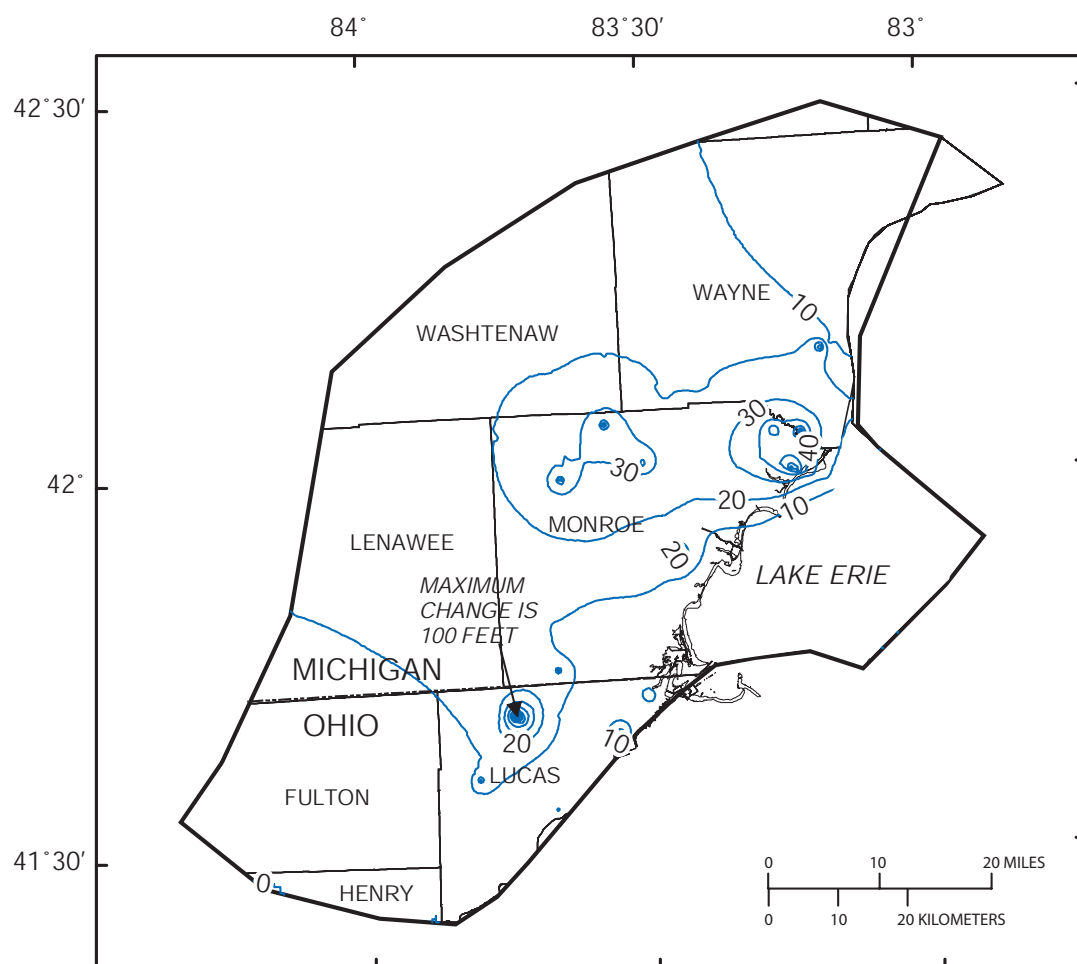 84°
83°30'
83°
42°30'
WAYNE
10
WASHTENAW
30
40
30
42°
20
10
MONROE
LENAWEE
20
LAKE ERIE
MAXIMUM
CHANGE IS
100 FEET
MICHIGAN
OHIO
20
10
LUCAS
FULTON
41°30'
0
10
20 MILES
0
HENRY
0
10
20 KILOMETERS